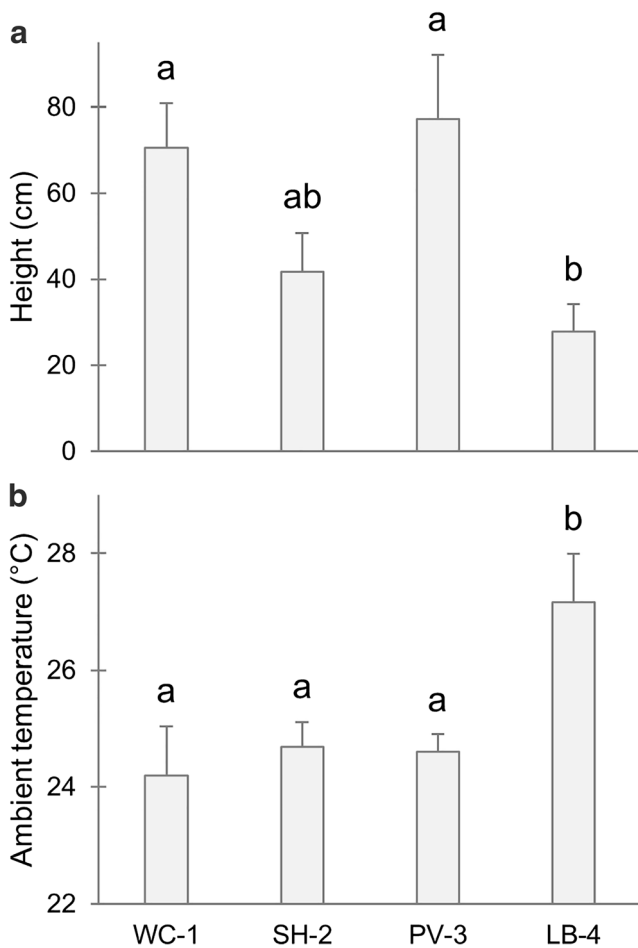 a
a
a
ab
b
80
60
40
20
0
Height (cm)
b
b
a
a
a
28
26
24
22
Ambient temperature (°C)
WC-1 SH-2 PV-3 LB-4